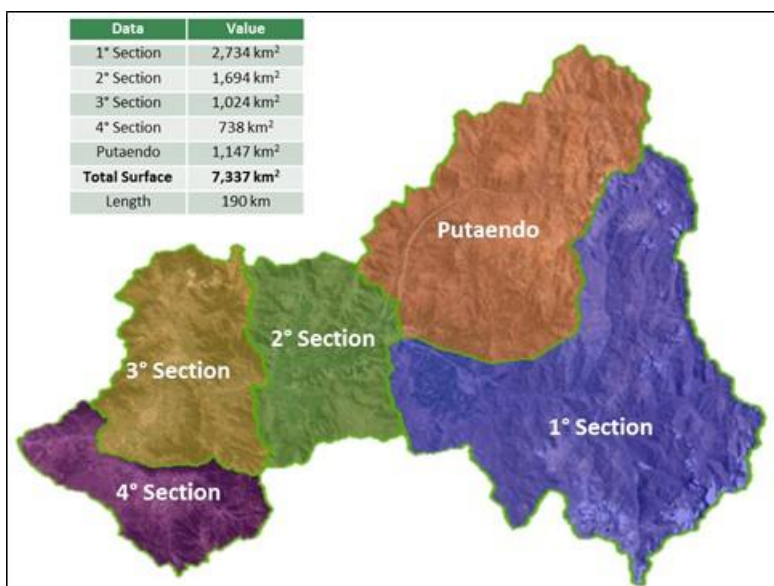 Data Value
1° Section 2,734 km²
2° Section 1,694 km²
3° Section 1,024 km²
4° Section 738 km²
Putaendo 1,147 km²
Total Surface 7,337 km²
Length 190 km
Putaendo
2° Section
3° Section
1° Section
4° Section